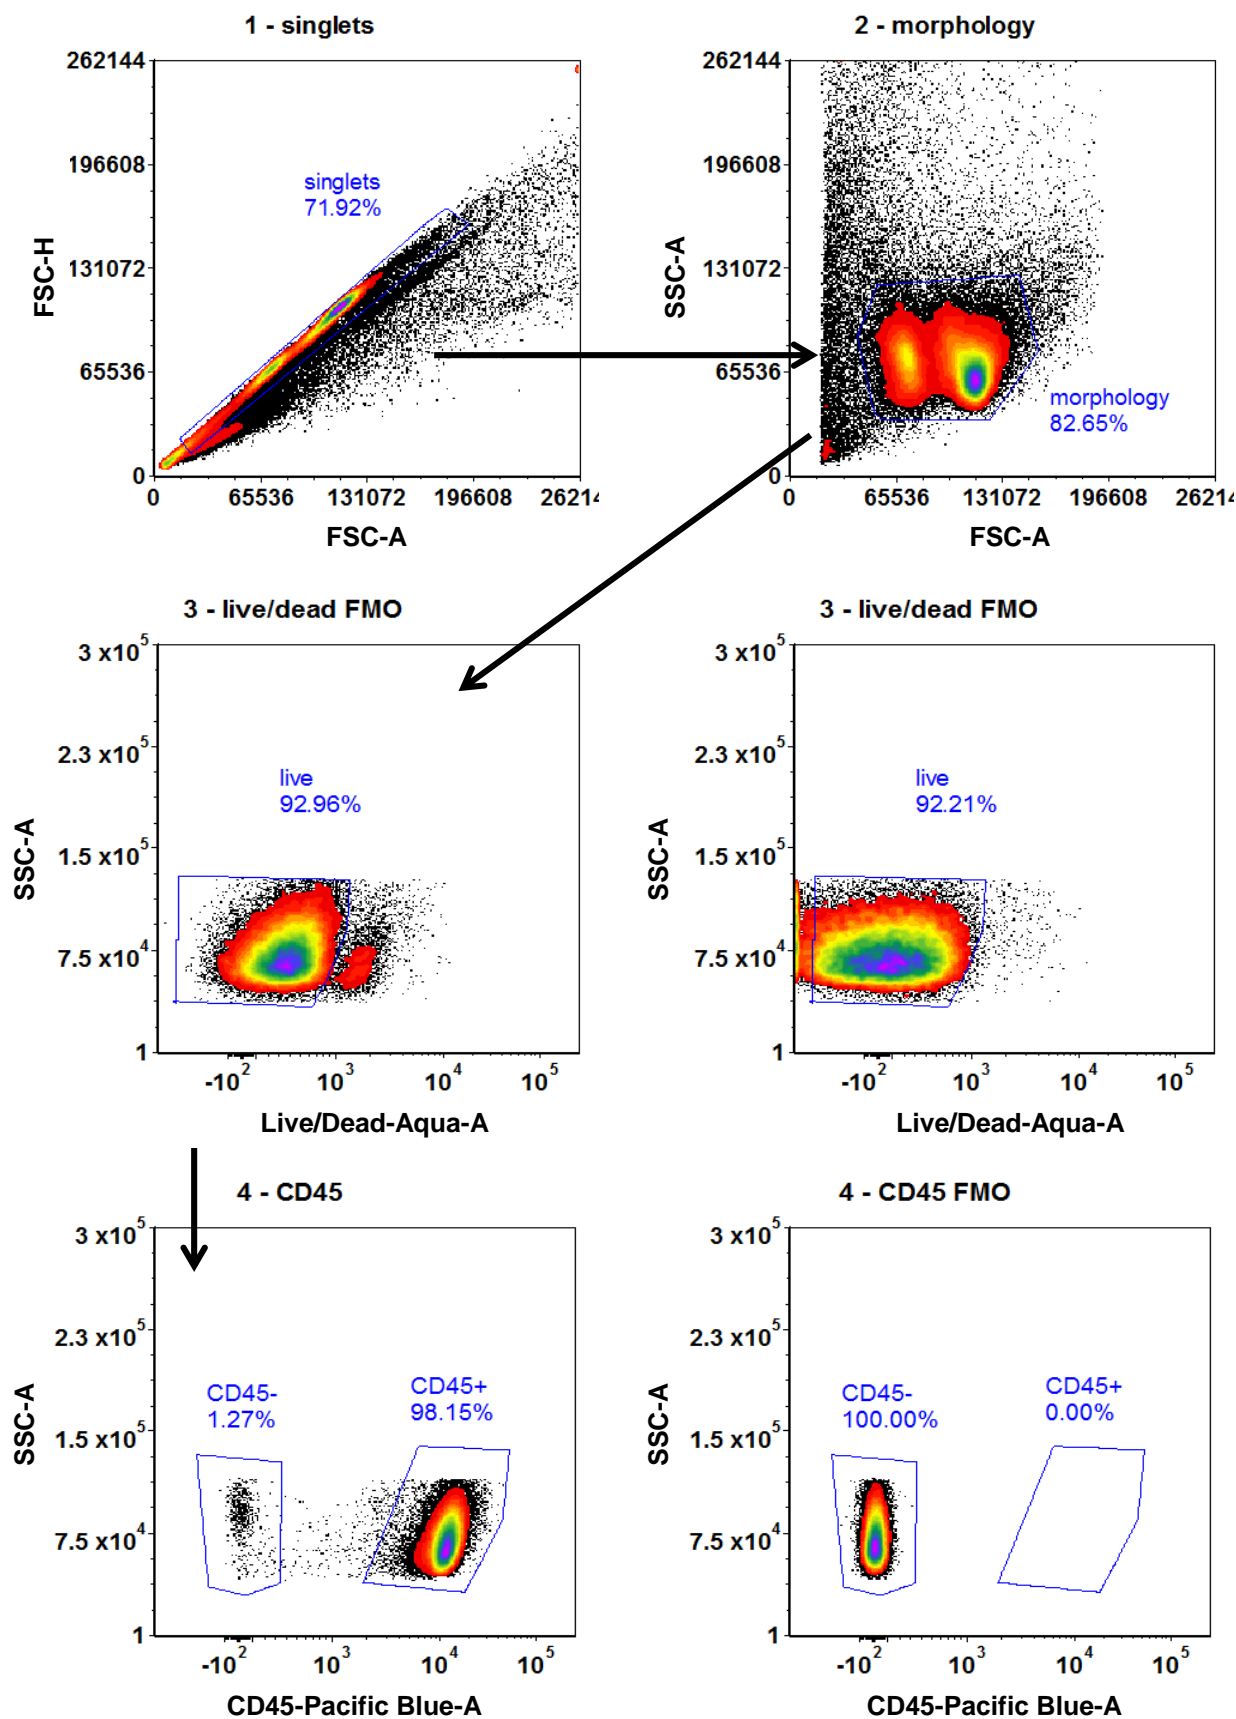 1 - singlets
262144
196608
131072
65536
0
FSC-H
singlets
71.92%
0 65536 131072 196608 26214
FSC-A
2 - morphology
262144
196608
131072
65536
0
SSC-A
morphology
82.65%
0 65536 131072 196608 26214
FSC-A
3 - live/dead FMO
3 x10^5
2.3 x10^5
1.5 x10^5
7.5 x10^4
1
SSC-A
live
92.96%
-10^2 10^3 10^4 10^5
Live/Dead-Aqua-A
3 - live/dead FMO
3 x10^5
2.3 x10^5
1.5 x10^5
7.5 x10^4
1
SSC-A
live
92.21%
-10^2 10^3 10^4 10^5
Live/Dead-Aqua-A
4 - CD45
3 x10^5
2.3 x10^5
1.5 x10^5
7.5 x10^4
1
SSC-A
CD45-
1.27%
CD45+
98.15%
-10^2 10^3 10^4 10^5
CD45-Pacific Blue-A
4 - CD45 FMO
3 x10^5
2.3 x10^5
1.5 x10^5
7.5 x10^4
1
SSC-A
CD45-
100.00%
CD45+
0.00%
-10^2 10^3 10^4 10^5
CD45-Pacific Blue-A